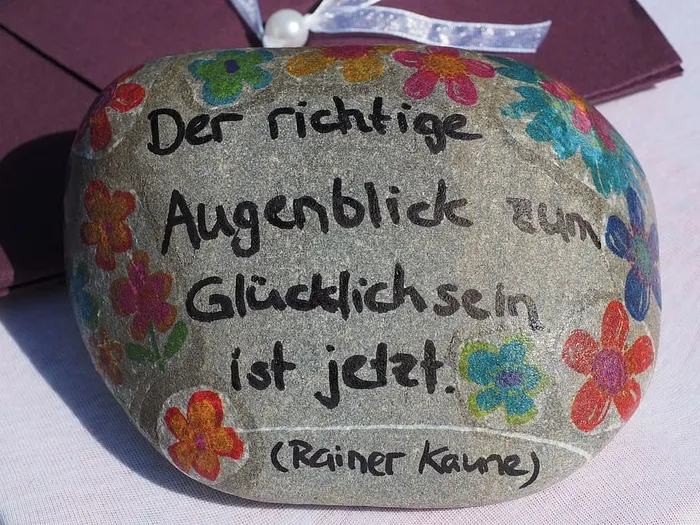 Der richtige
Augenblick zum
Glücklichsein
ist jetzt.
(Rainer Kaune)